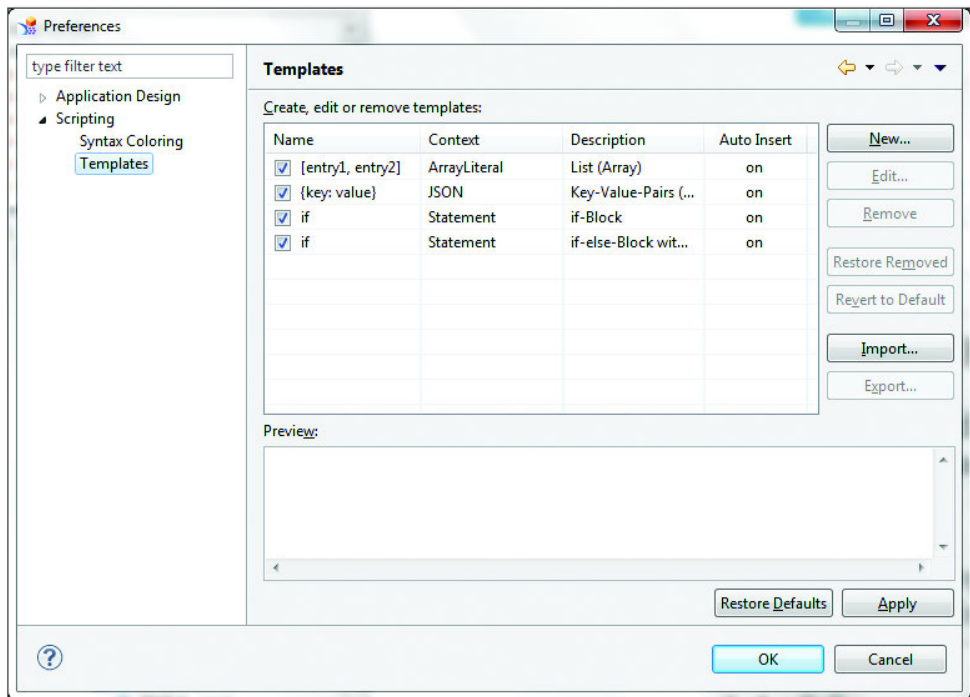 Preferences
type filter text
Application Design
Scripting
Syntax Coloring
Templates
Templates
Create, edit or remove templates:
Name Context Description Auto Insert
[entry1, entry2] ArrayLiteral List (Array) on
{key: value} JSON Key-Value-Pairs (... on
if Statement if-Block on
if Statement if-else-Block wit... on
New...
Edit...
Remove
Restore Removed
Revert to Default
Import...
Export...
Preview:
Restore Defaults Apply
? OK Cancel